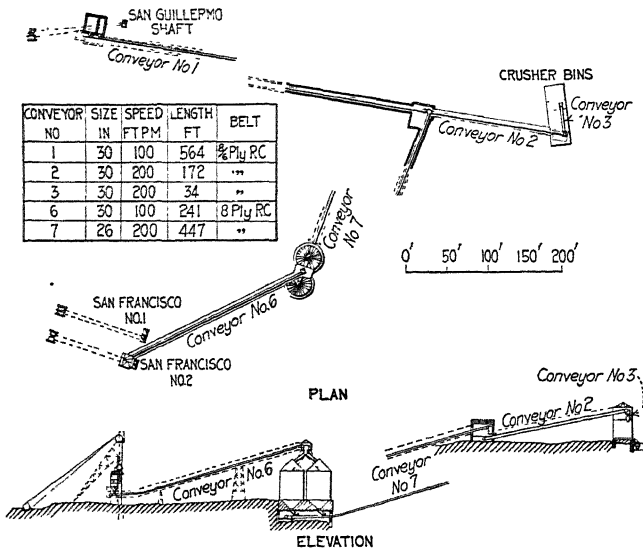 SAN GUILLERMO
SHAFT
Conveyor No 1
CRUSHER BINS
Conveyor
No 3
Conveyor No 2
CONVEYOR NO | SIZE IN | SPEED FT PM | LENGTH FT | BELT
1 | 30 | 100 | 564 | 8/6 Ply R.C
2 | 30 | 200 | 172 | "
3 | 30 | 200 | 34 | "
6 | 30 | 100 | 241 | 8 Ply R.C
7 | 26 | 200 | 447 | "
Conveyor
No 7
0' 50' 100' 150' 200'
SAN FRANCISCO
NO.1
Conveyor No.6
SAN FRANCISCO
NO.2
PLAN
Conveyor No 3
Conveyor No 2
Conveyor No.6
Conveyor
No 7
ELEVATION